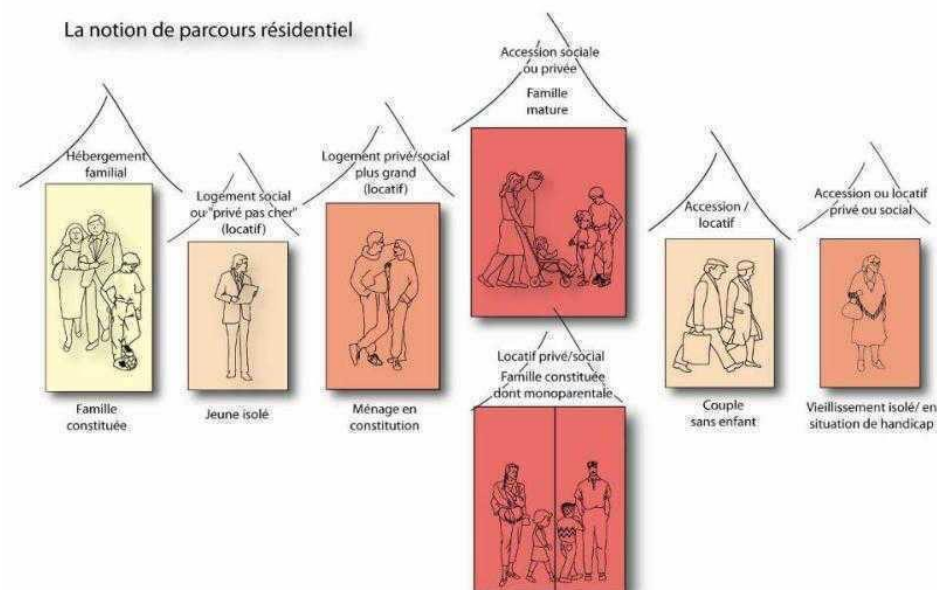 La notion de parcours résidentiel
Hébergement
familial
Famille
constituée
Logement social
ou "privé pas cher"
(locatif)
Jeune isolé
Logement privé/social
plus grand
(locatif)
Ménage en
constitution
Accession sociale
ou privée
Famille
mature
Locatif privé/social
Famille constituée
dont monoparentale
Accession /
locatif
Couple
sans enfant
Accession ou locatif
privé ou social
Vieillissement isolé/ en
situation de handicap